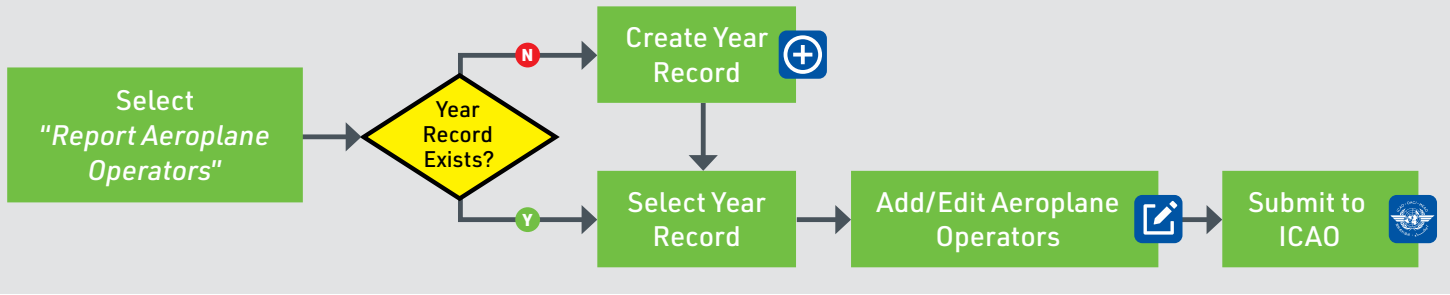 Select
"Report Aeroplane
Operators"
Year
Record
Exists?
N
Create Year
Record
Y
Select Year
Record
Add/Edit Aeroplane
Operators
Submit to
ICAO